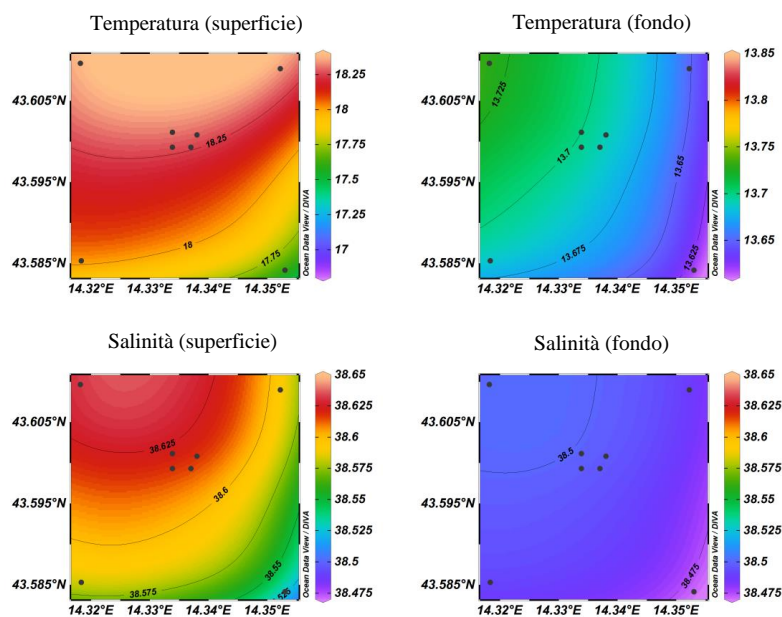 Temperatura (superficie)
18.25
18
17.75
17.5
17.25
17
43.605°N
43.595°N
43.585°N
14.32°E 14.33°E 14.34°E 14.35°E
18.25
18
17.75
Ocean Data View / DIVA
Temperatura (fondo)
13.85
13.8
13.75
13.7
13.65
43.605°N
43.595°N
43.585°N
14.32°E 14.33°E 14.34°E 14.35°E
13.725
13.7
13.65
13.675
13.625
Ocean Data View / DIVA
Salinità (superficie)
38.65
38.625
38.6
38.575
38.55
38.525
38.5
38.475
43.605°N
43.595°N
43.585°N
14.32°E 14.33°E 14.34°E 14.35°E
38.625
38.6
38.55
38.575
Ocean Data View / DIVA
Salinità (fondo)
38.65
38.625
38.6
38.575
38.55
38.525
38.5
38.475
43.605°N
43.595°N
43.585°N
14.32°E 14.33°E 14.34°E 14.35°E
38.5
38.475
Ocean Data View / DIVA